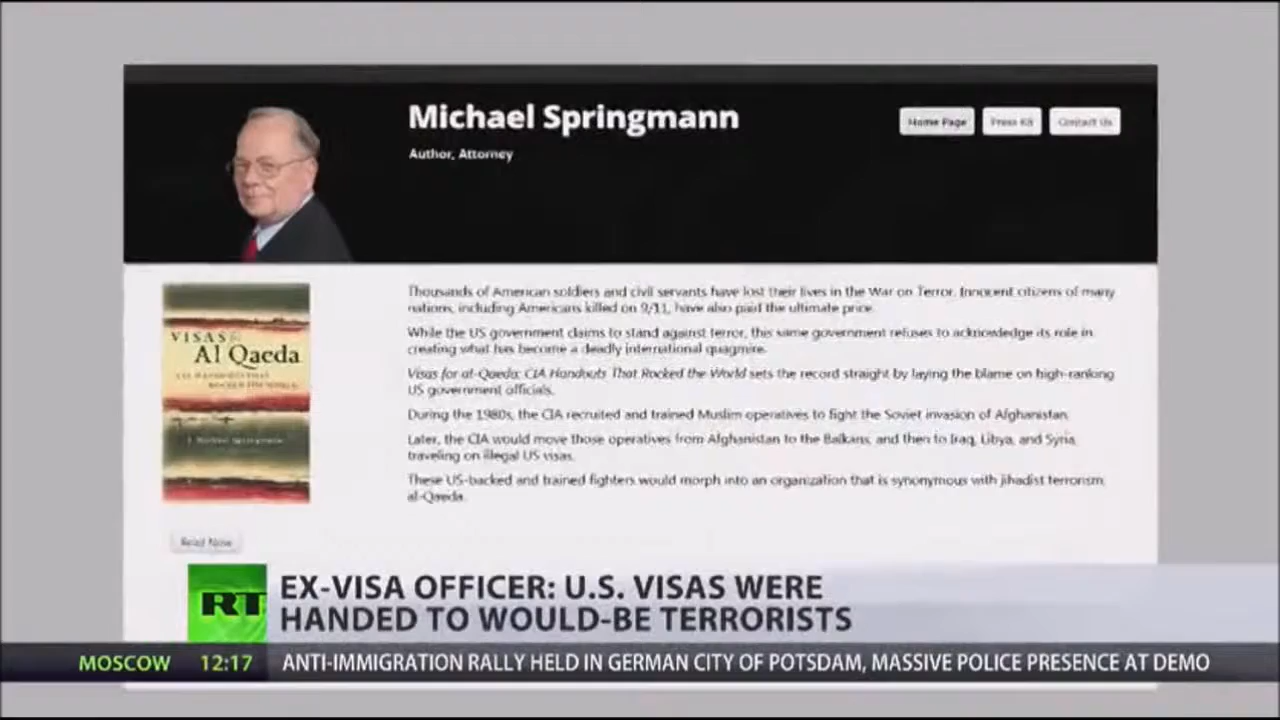 Michael Springmann
Author, Attorney
Home Page
Press Kit
Contact Us
Thousands of American soldiers and civil servants have lost their lives in the War on Terror. Innocent citizens of many
nations, including Americans killed on 9/11, have also paid the ultimate price.
While the US government claims to stand against terror, this same government refuses to acknowledge its role in
creating what has become a deadly international quagmire.
Visas for al-Qaeda: CIA Handouts That Rocked the World sets the record straight by laying the blame on high-ranking
US government officials.
During the 1980s, the CIA recruited and trained Muslim operatives to fight the Soviet invasion of Afghanistan.
Later, the CIA would move those operatives from Afghanistan to the Balkans, and then to Iraq, Libya, and Syria,
traveling on illegal US visas.
These US-backed and trained fighters would morph into an organization that is synonymous with jihadist terrorism:
al-Qaeda.
VISAS for
Al Qaeda
CIA HANDOUTS THAT
ROCKED THE WORLD
J. Michael Springmann
Read Now
RT
EX-VISA OFFICER: U.S. VISAS WERE
HANDED TO WOULD-BE TERRORISTS
MOSCOW 12:17 ANTI-IMMIGRATION RALLY HELD IN GERMAN CITY OF POTSDAM, MASSIVE POLICE PRESENCE AT DEMO